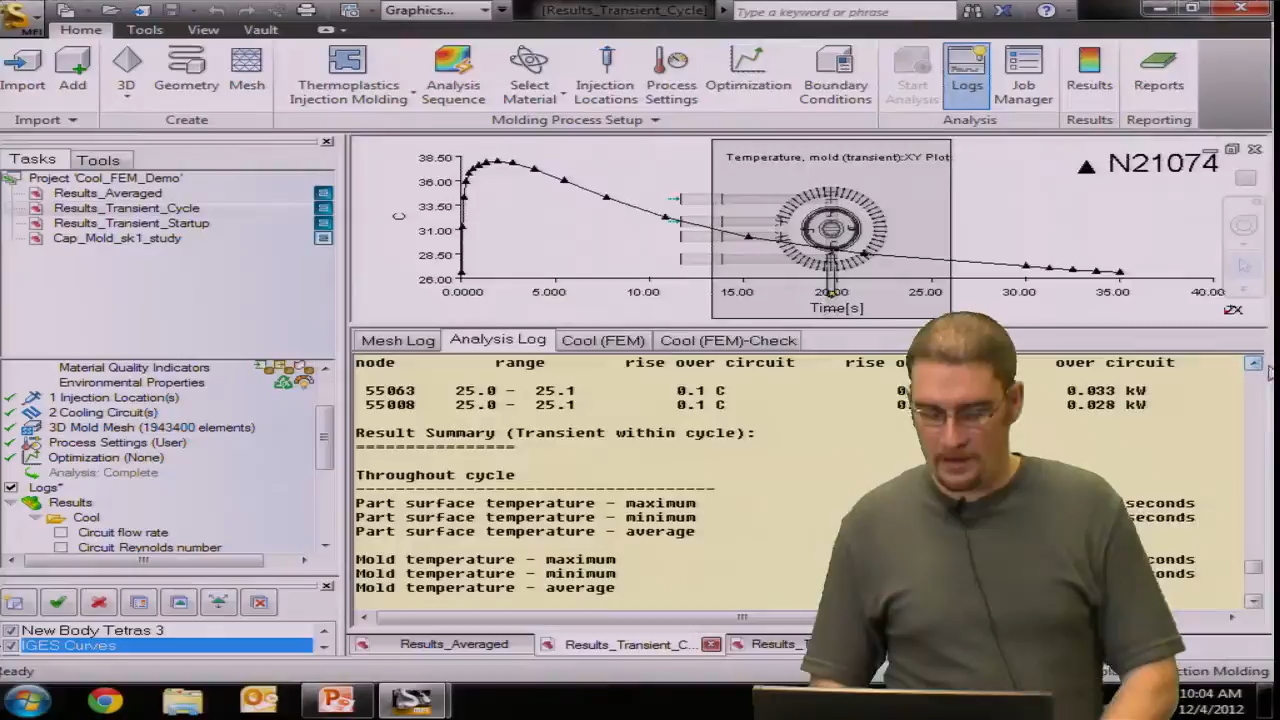 Graphics...
[Results_Transient_Cycle]
Type a keyword or phrase
MFI
Home
Tools
View
Vault
Import
Add
3D
Geometry
Mesh
Thermoplastics
Injection Molding
Analysis
Sequence
Select
Material
Injection
Locations
Process
Settings
Optimization
Boundary
Conditions
Start
Analysis
Logs
Job
Manager
Results
Reports
Import
Create
Molding Process Setup
Analysis
Results
Reporting
Tasks
Tools
Project 'Cool_FEM_Demo'
Results_Averaged
Results_Transient_Cycle
Results_Transient_Startup
Cap_Mold_sk1_study
Material Quality Indicators
Environmental Properties
1 Injection Location(s)
2 Cooling Circuit(s)
3D Mold Mesh (1943400 elements)
Process Settings (User)
Optimization (None)
Analysis: Complete
Logs*
Results
Cool
Circuit flow rate
Circuit Reynolds number
New Body Tetras 3
IGES Curves
Temperature, mold (transient):XY Plot
N21074
38.50
36.00
33.50
31.00
28.50
26.00
C
0.0000
5.000
10.00
15.00
20.00
25.00
30.00
35.00
40.00
Time[s]
Mesh Log
Analysis Log
Cool (FEM)
Cool (FEM)-Check
node range rise over circuit rise over circuit
55063 25.0 - 25.1 0.1 C 0.033 kW
55008 25.0 - 25.1 0.1 C 0.028 kW
Result Summary (Transient within cycle):
================
Throughout cycle
Part surface temperature - maximum seconds
Part surface temperature - minimum seconds
Part surface temperature - average
Mold temperature - maximum seconds
Mold temperature - minimum seconds
Mold temperature - average
Results_Averaged
Results_Transient_C...
Molding
10:04 AM
12/4/2012